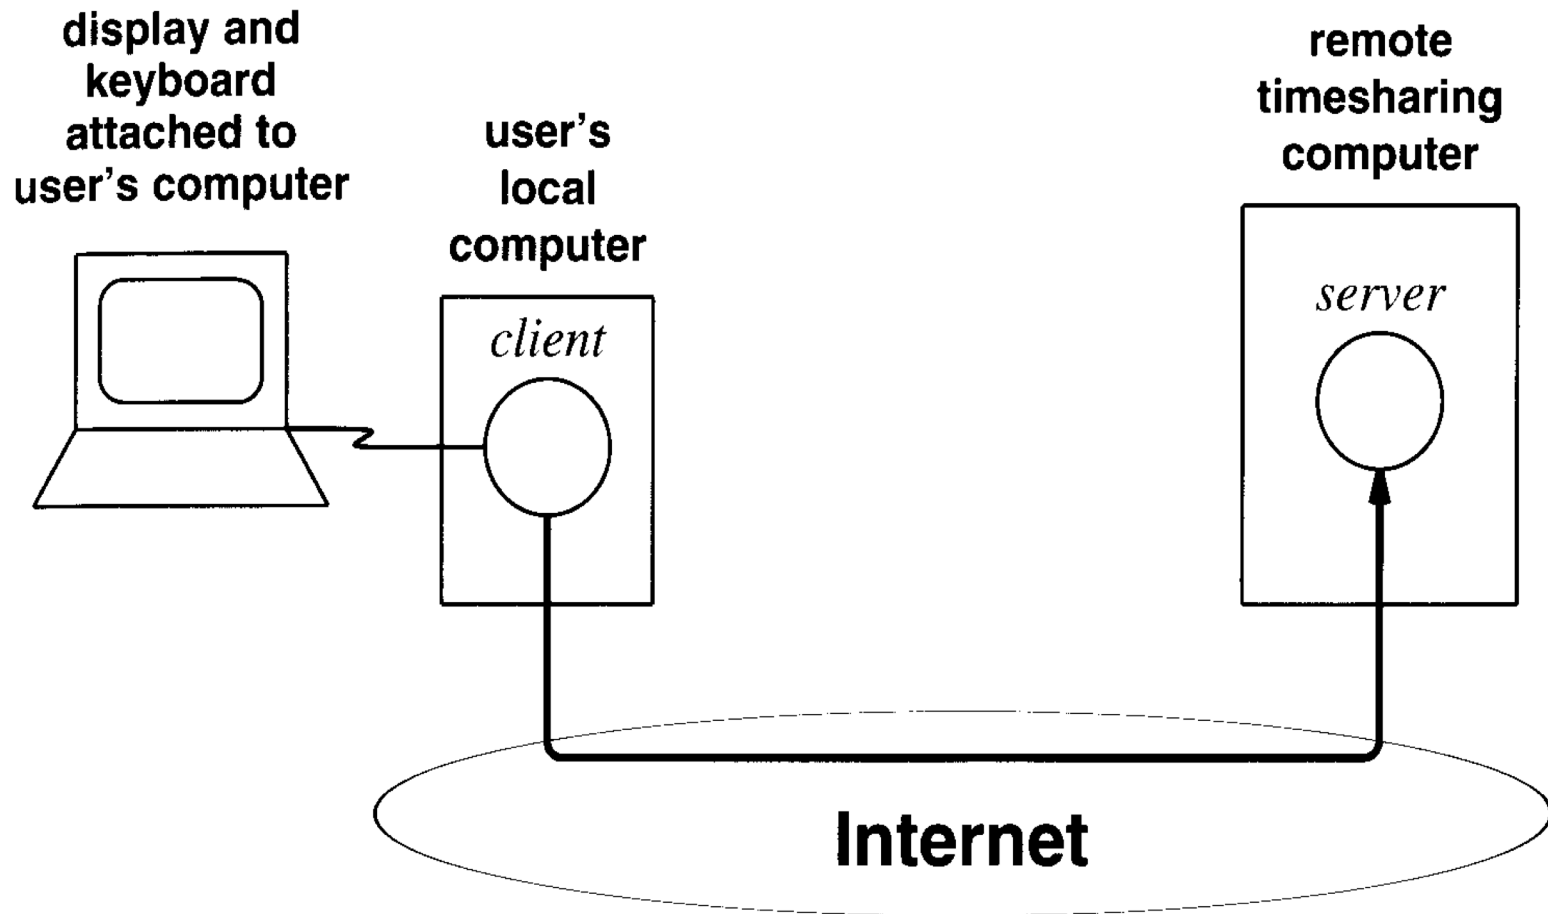 display and
keyboard
attached to
user's computer
user's
local
computer
client
remote
timesharing
computer
server
Internet